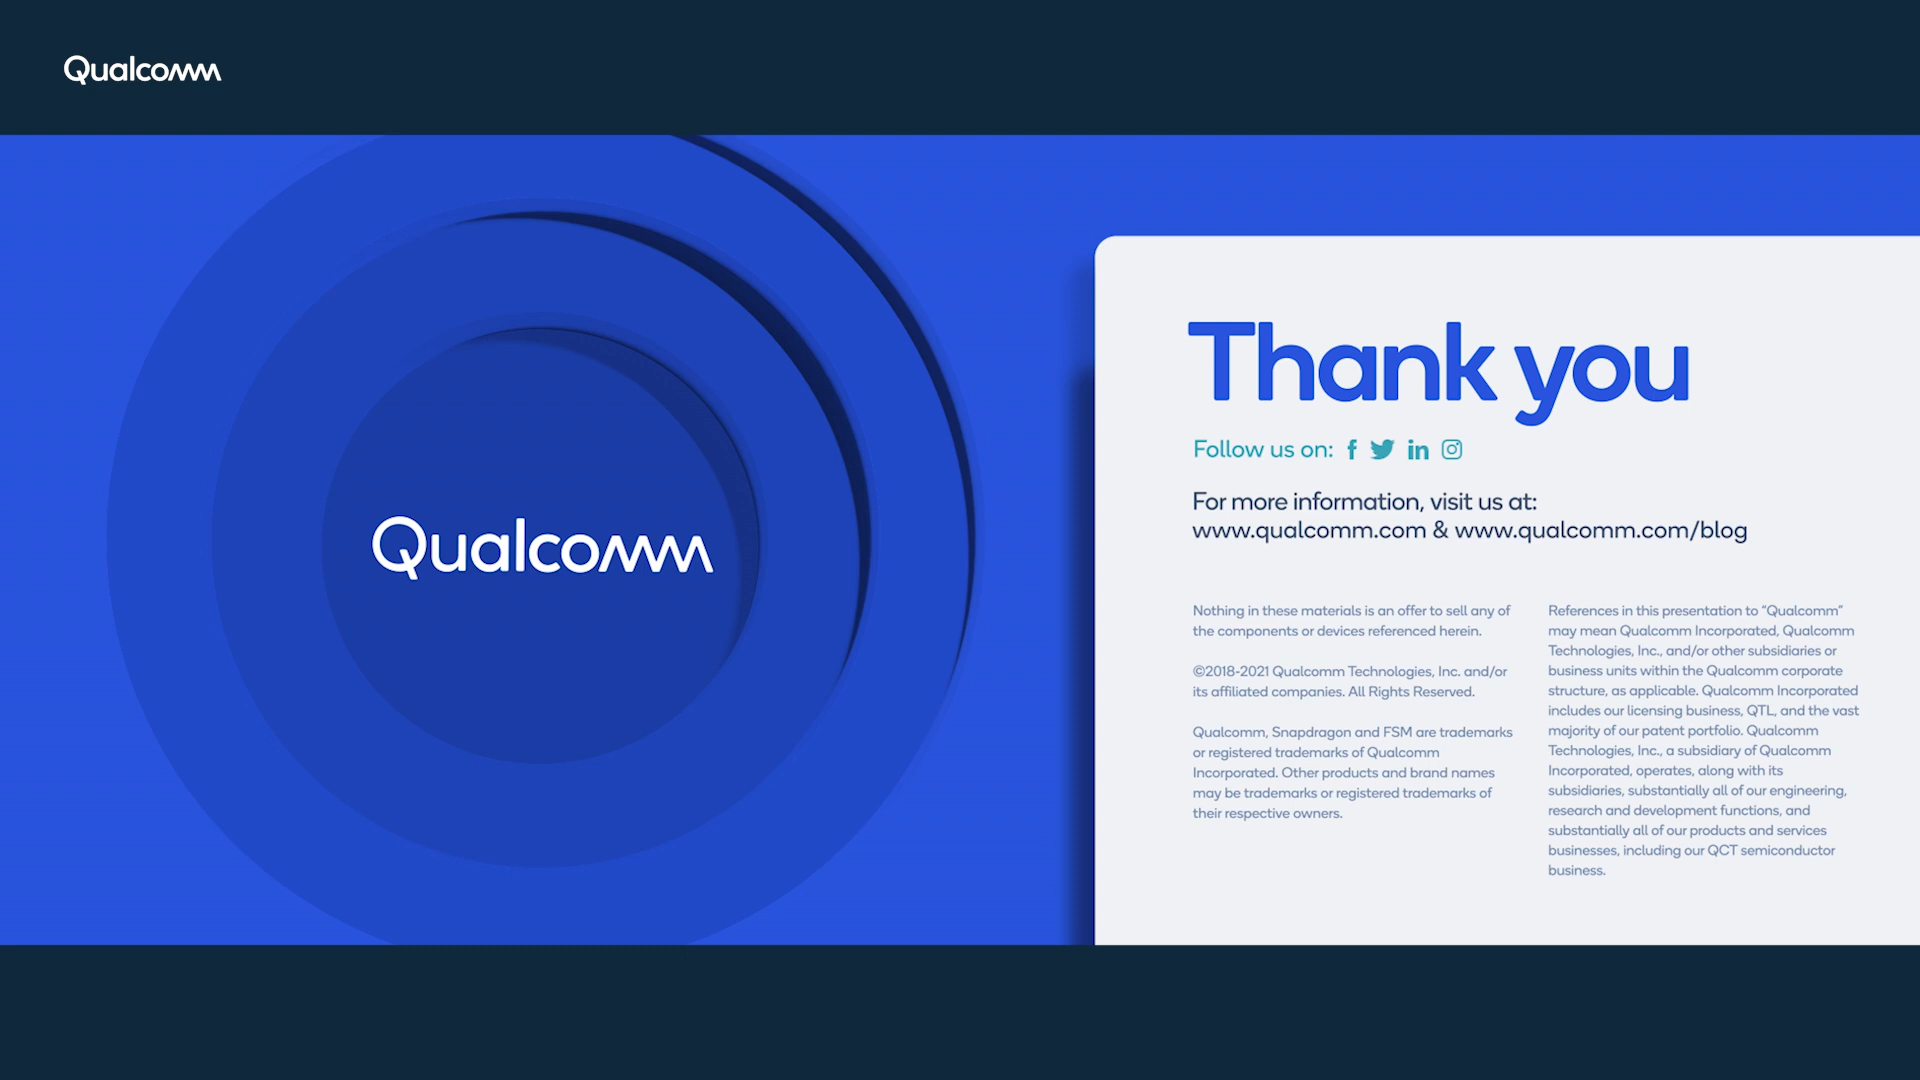 Qualcomm
Qualcomm
Thank you
Follow us on:
For more information, visit us at:
www.qualcomm.com & www.qualcomm.com/blog
Nothing in these materials is an offer to sell any of
the components or devices referenced herein.
©2018-2021 Qualcomm Technologies, Inc. and/or
its affiliated companies. All Rights Reserved.
Qualcomm, Snapdragon and FSM are trademarks
or registered trademarks of Qualcomm
Incorporated. Other products and brand names
may be trademarks or registered trademarks of
their respective owners.
References in this presentation to “Qualcomm”
may mean Qualcomm Incorporated, Qualcomm
Technologies, Inc., and/or other subsidiaries or
business units within the Qualcomm corporate
structure, as applicable. Qualcomm Incorporated
includes our licensing business, QTL, and the vast
majority of our patent portfolio. Qualcomm
Technologies, Inc., a subsidiary of Qualcomm
Incorporated, operates, along with its
subsidiaries, substantially all of our engineering,
research and development functions, and
substantially all of our products and services
businesses, including our QCT semiconductor
business.